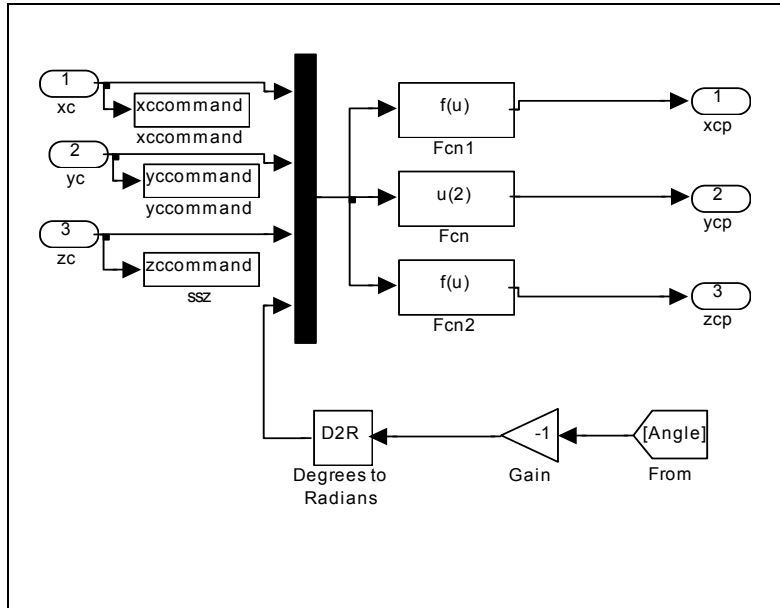 1
xc
xccommand
xccommand
2
yc
yccommand
yccommand
3
zc
zccommand
ssz
f(u)
Fcn1
u(2)
Fcn
f(u)
Fcn2
1
xcp
2
ycp
3
zcp
D2R
Degrees to
Radians
-1
Gain
[Angle]
From